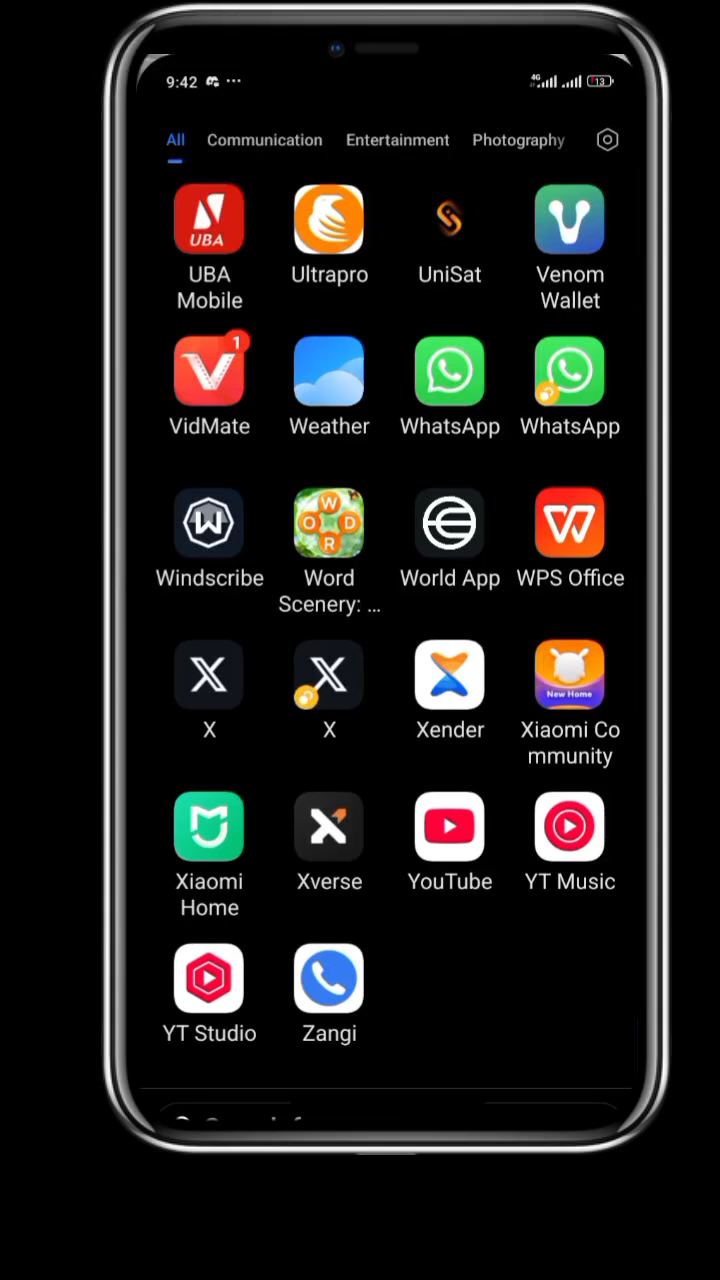 9:42 ... 4G 13
All Communication Entertainment Photography
UBA
UBA Mobile
Ultrapro
UniSat
Venom Wallet
1
VidMate
Weather
WhatsApp
WhatsApp
W
O D
R
Windscribe
Word Scenery: ...
World App
WPS Office
New Home
X
X
Xender
Xiaomi Co
mmunity
Xiaomi Home
Xverse
YouTube
YT Music
YT Studio
Zangi